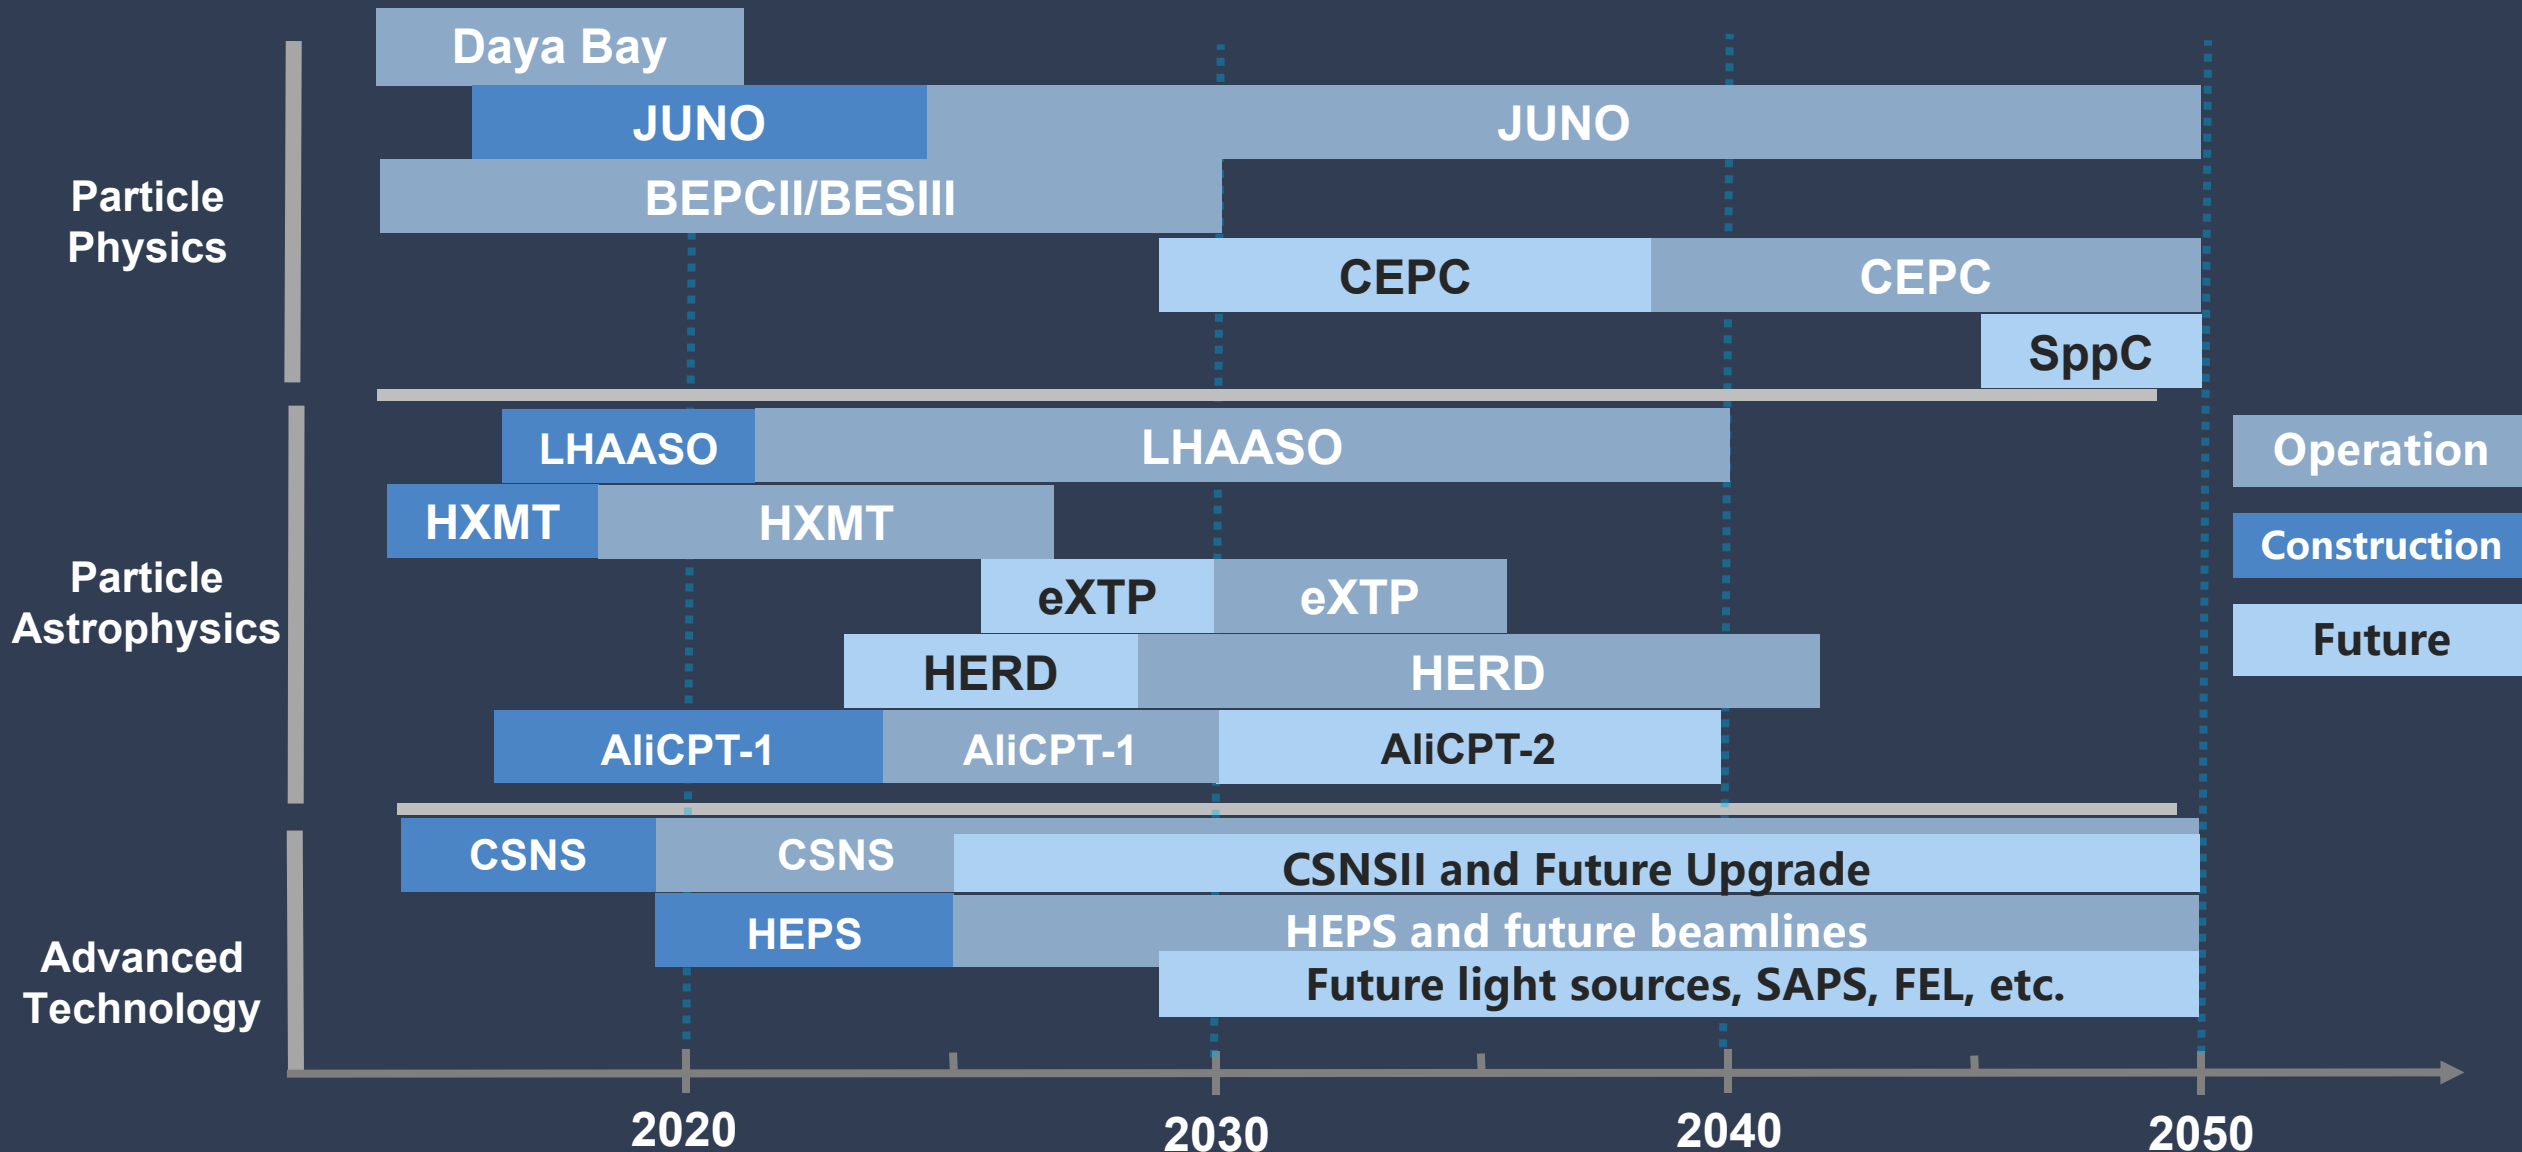 Daya Bay
JUNO JUNO
BEPCII/BESIII
Particle
Physics
CEPC CEPC
SppC
LHAASO LHAASO
HXMT HXMT
Particle
Astrophysics
eXTP eXTP
HERD HERD
AliCPT-1 AliCPT-1 AliCPT-2
Operation
Construction
Future
CSNS CSNS CSNSII and Future Upgrade
HEPS HEPS and future beamlines
Advanced
Technology
Future light sources, SAPS, FEL, etc.
2020 2030 2040 2050